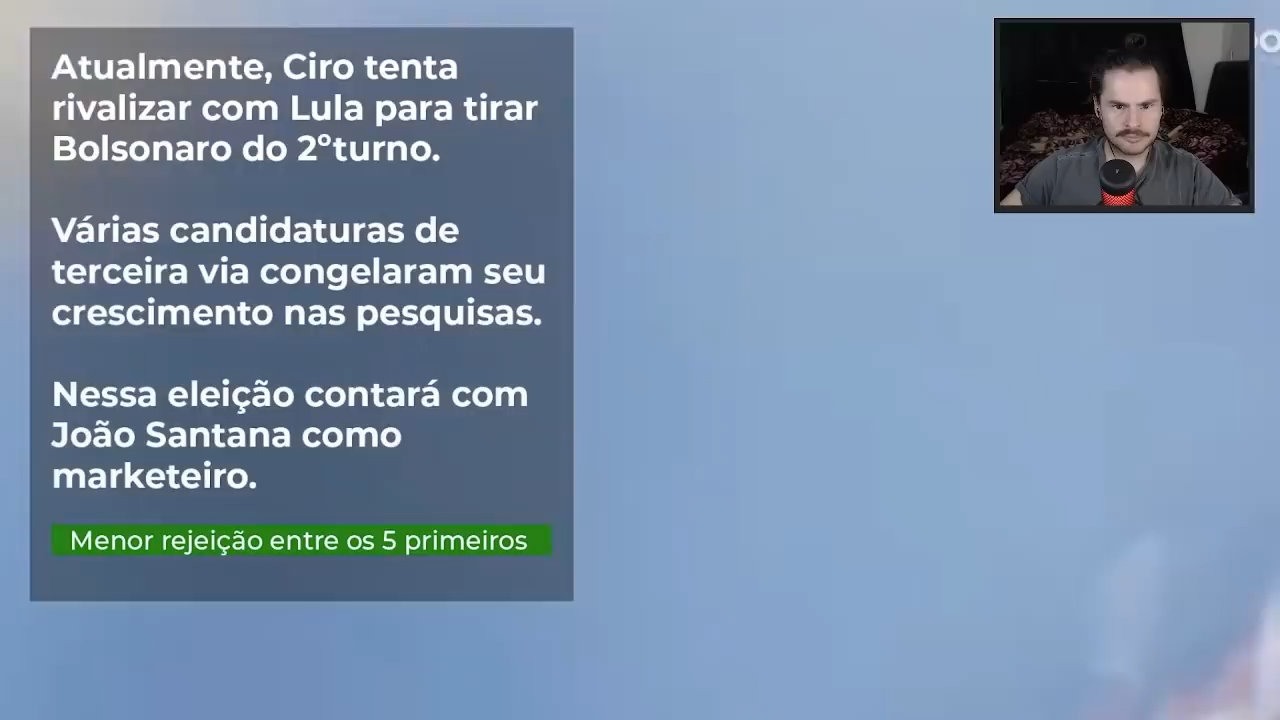 Atualmente, Ciro tenta
rivalizar com Lula para tirar
Bolsonaro do 2ºturno.
Várias candidaturas de
terceira via congelaram seu
crescimento nas pesquisas.
Nessa eleição contará com
João Santana como
marketeiro.
Menor rejeição entre os 5 primeiros